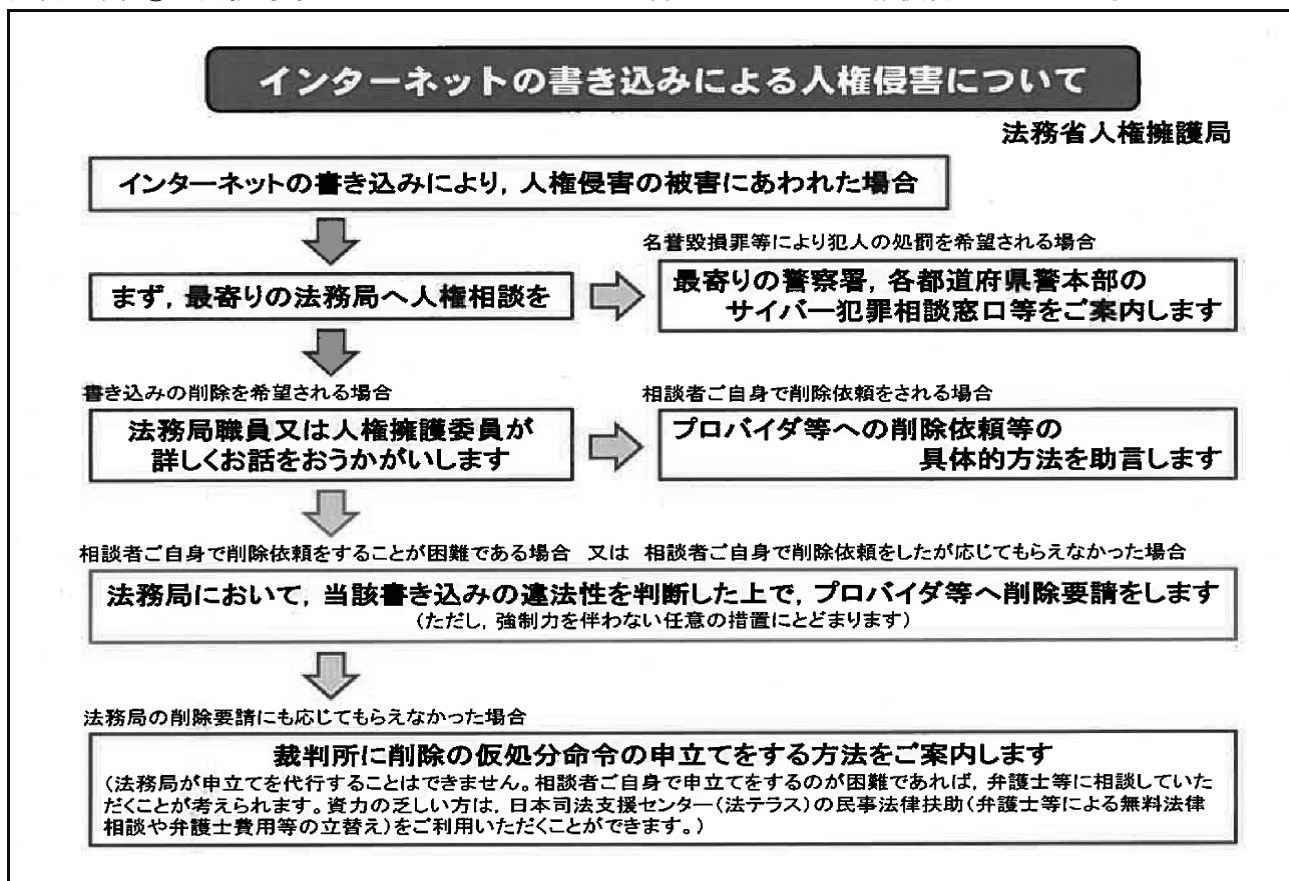 インターネットの書き込みによる人権侵害について
法務省人権擁護局
インターネットの書き込みにより，人権侵害の被害にあわれた場合
まず，最寄りの法務局へ人権相談を
名誉毀損罪等により犯人の処罰を希望される場合
最寄りの警察署，各都道府県警本部の
サイバー犯罪相談窓口等をご案内します
書き込みの削除を希望される場合
法務局職員又は人権擁護委員が
詳しくお話をおうかがいします
相談者ご自身で削除依頼をされる場合
プロバイダ等への削除依頼等の
具体的方法を助言します
相談者ご自身で削除依頼をすることが困難である場合 又は 相談者ご自身で削除依頼をしたが応じてもらえなかった場合
法務局において，当該書き込みの違法性を判断した上で，プロバイダ等へ削除要請をします
（ただし，強制力を伴わない任意の措置にとどまります）
法務局の削除要請にも応じてもらえなかった場合
裁判所に削除の仮処分命令の申立てをする方法をご案内します
（法務局が申立てを代行することはできません。相談者ご自身で申立てをするのが困難であれば，弁護士等に相談していた
だくことが考えられます。資力の乏しい方は，日本司法支援センター（法テラス）の民事法律扶助（弁護士等による無料法律
相談や弁護士費用等の立替え）をご利用いただくことができます。）